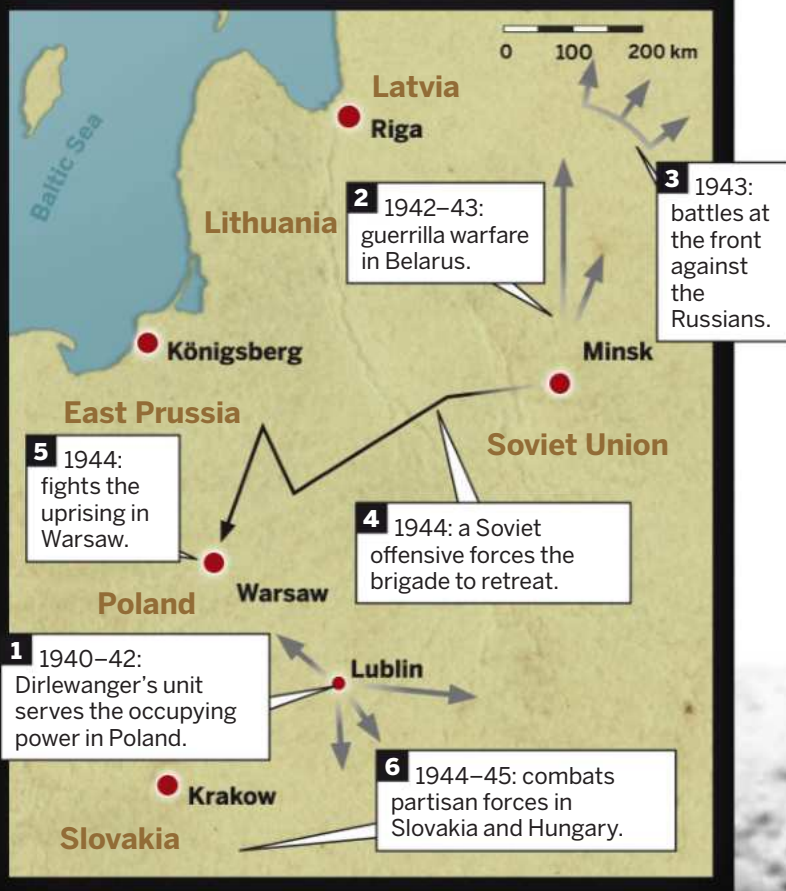 0 100 200 km
Latvia
Riga
Baltic Sea
Lithuania
2 1942–43:
guerrilla warfare
in Belarus.
3 1943:
battles at
the front
against
the
Russians.
Königsberg
Minsk
East Prussia
Soviet Union
5 1944:
fights the
uprising in
Warsaw.
4 1944: a Soviet
offensive forces the
brigade to retreat.
Warsaw
Poland
1 1940–42:
Dirlewanger’s unit
serves the occupying
power in Poland.
Lublin
Krakow
6 1944–45: combats
partisan forces in
Slovakia and Hungary.
Slovakia